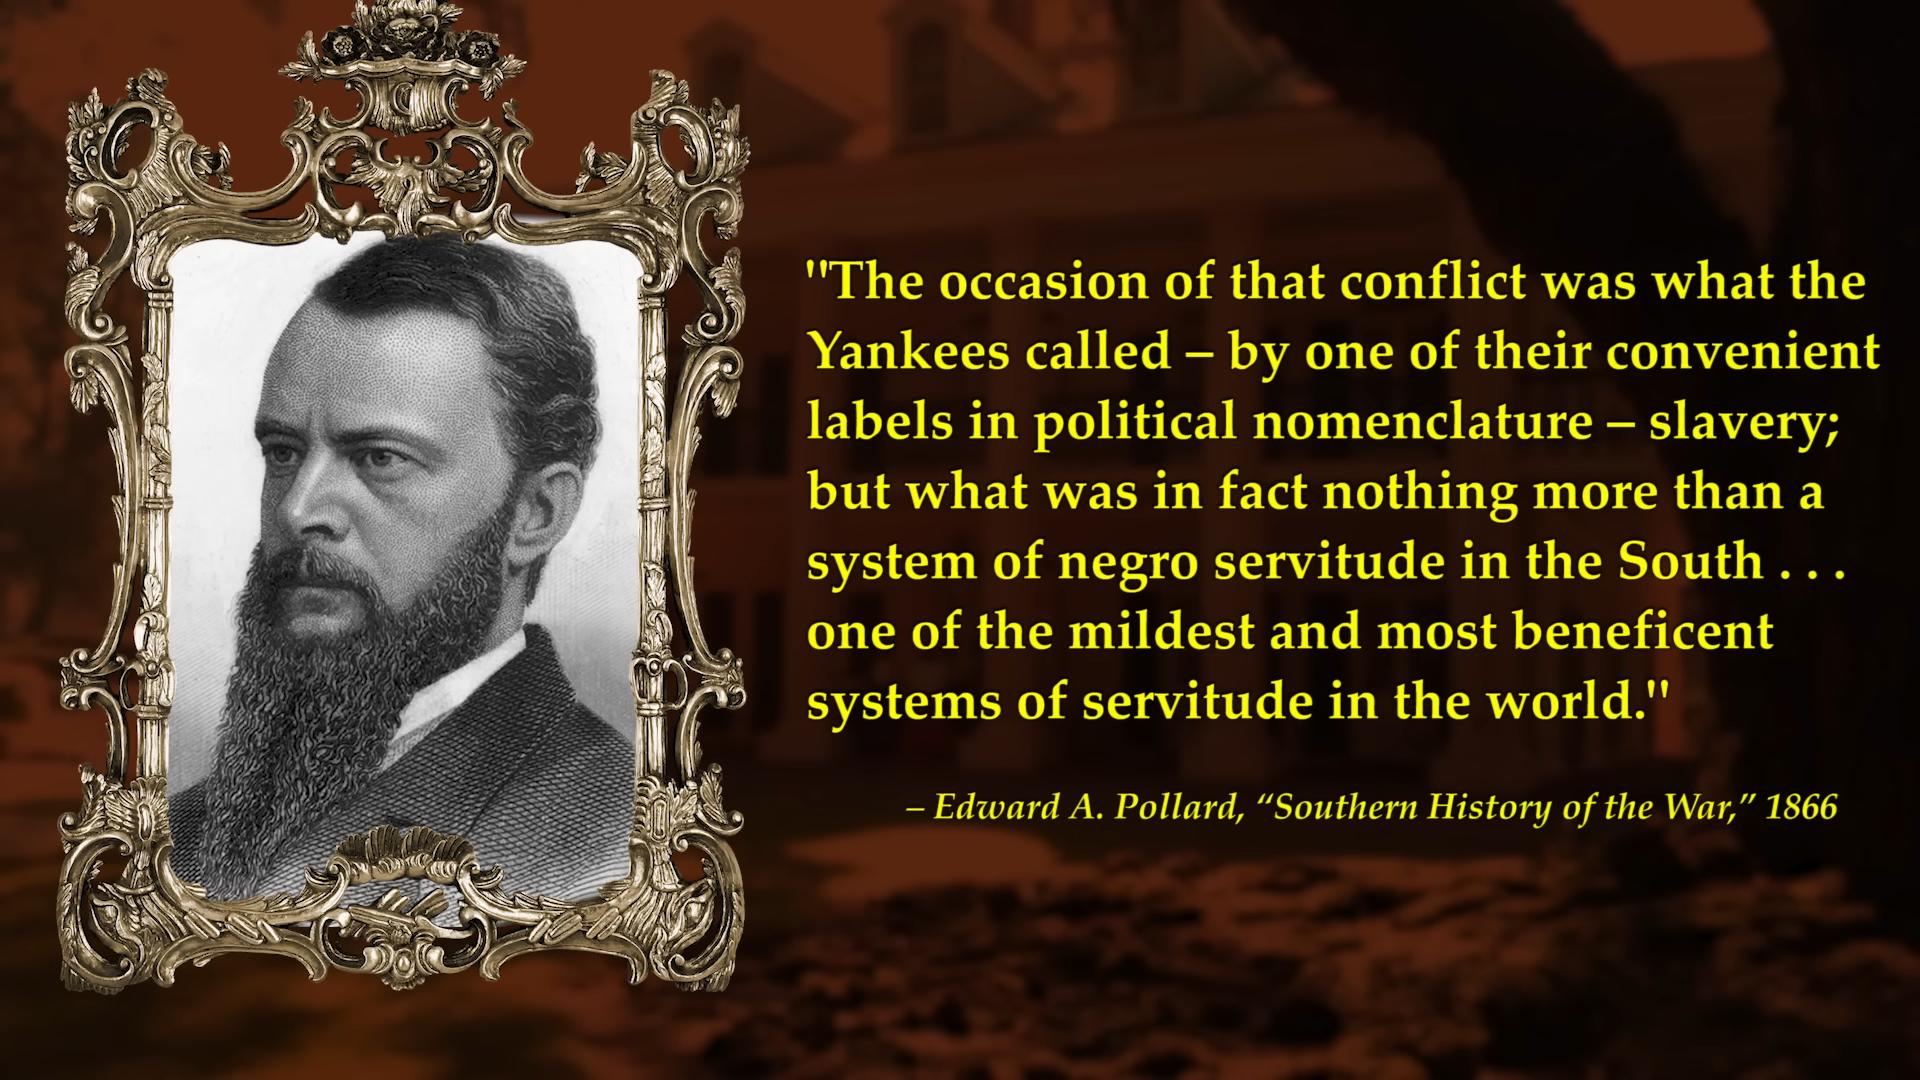 "The occasion of that conflict was what the
Yankees called – by one of their convenient
labels in political nomenclature – slavery;
but what was in fact nothing more than a
system of negro servitude in the South . . .
one of the mildest and most beneficent
systems of servitude in the world."
– Edward A. Pollard, “Southern History of the War,” 1866